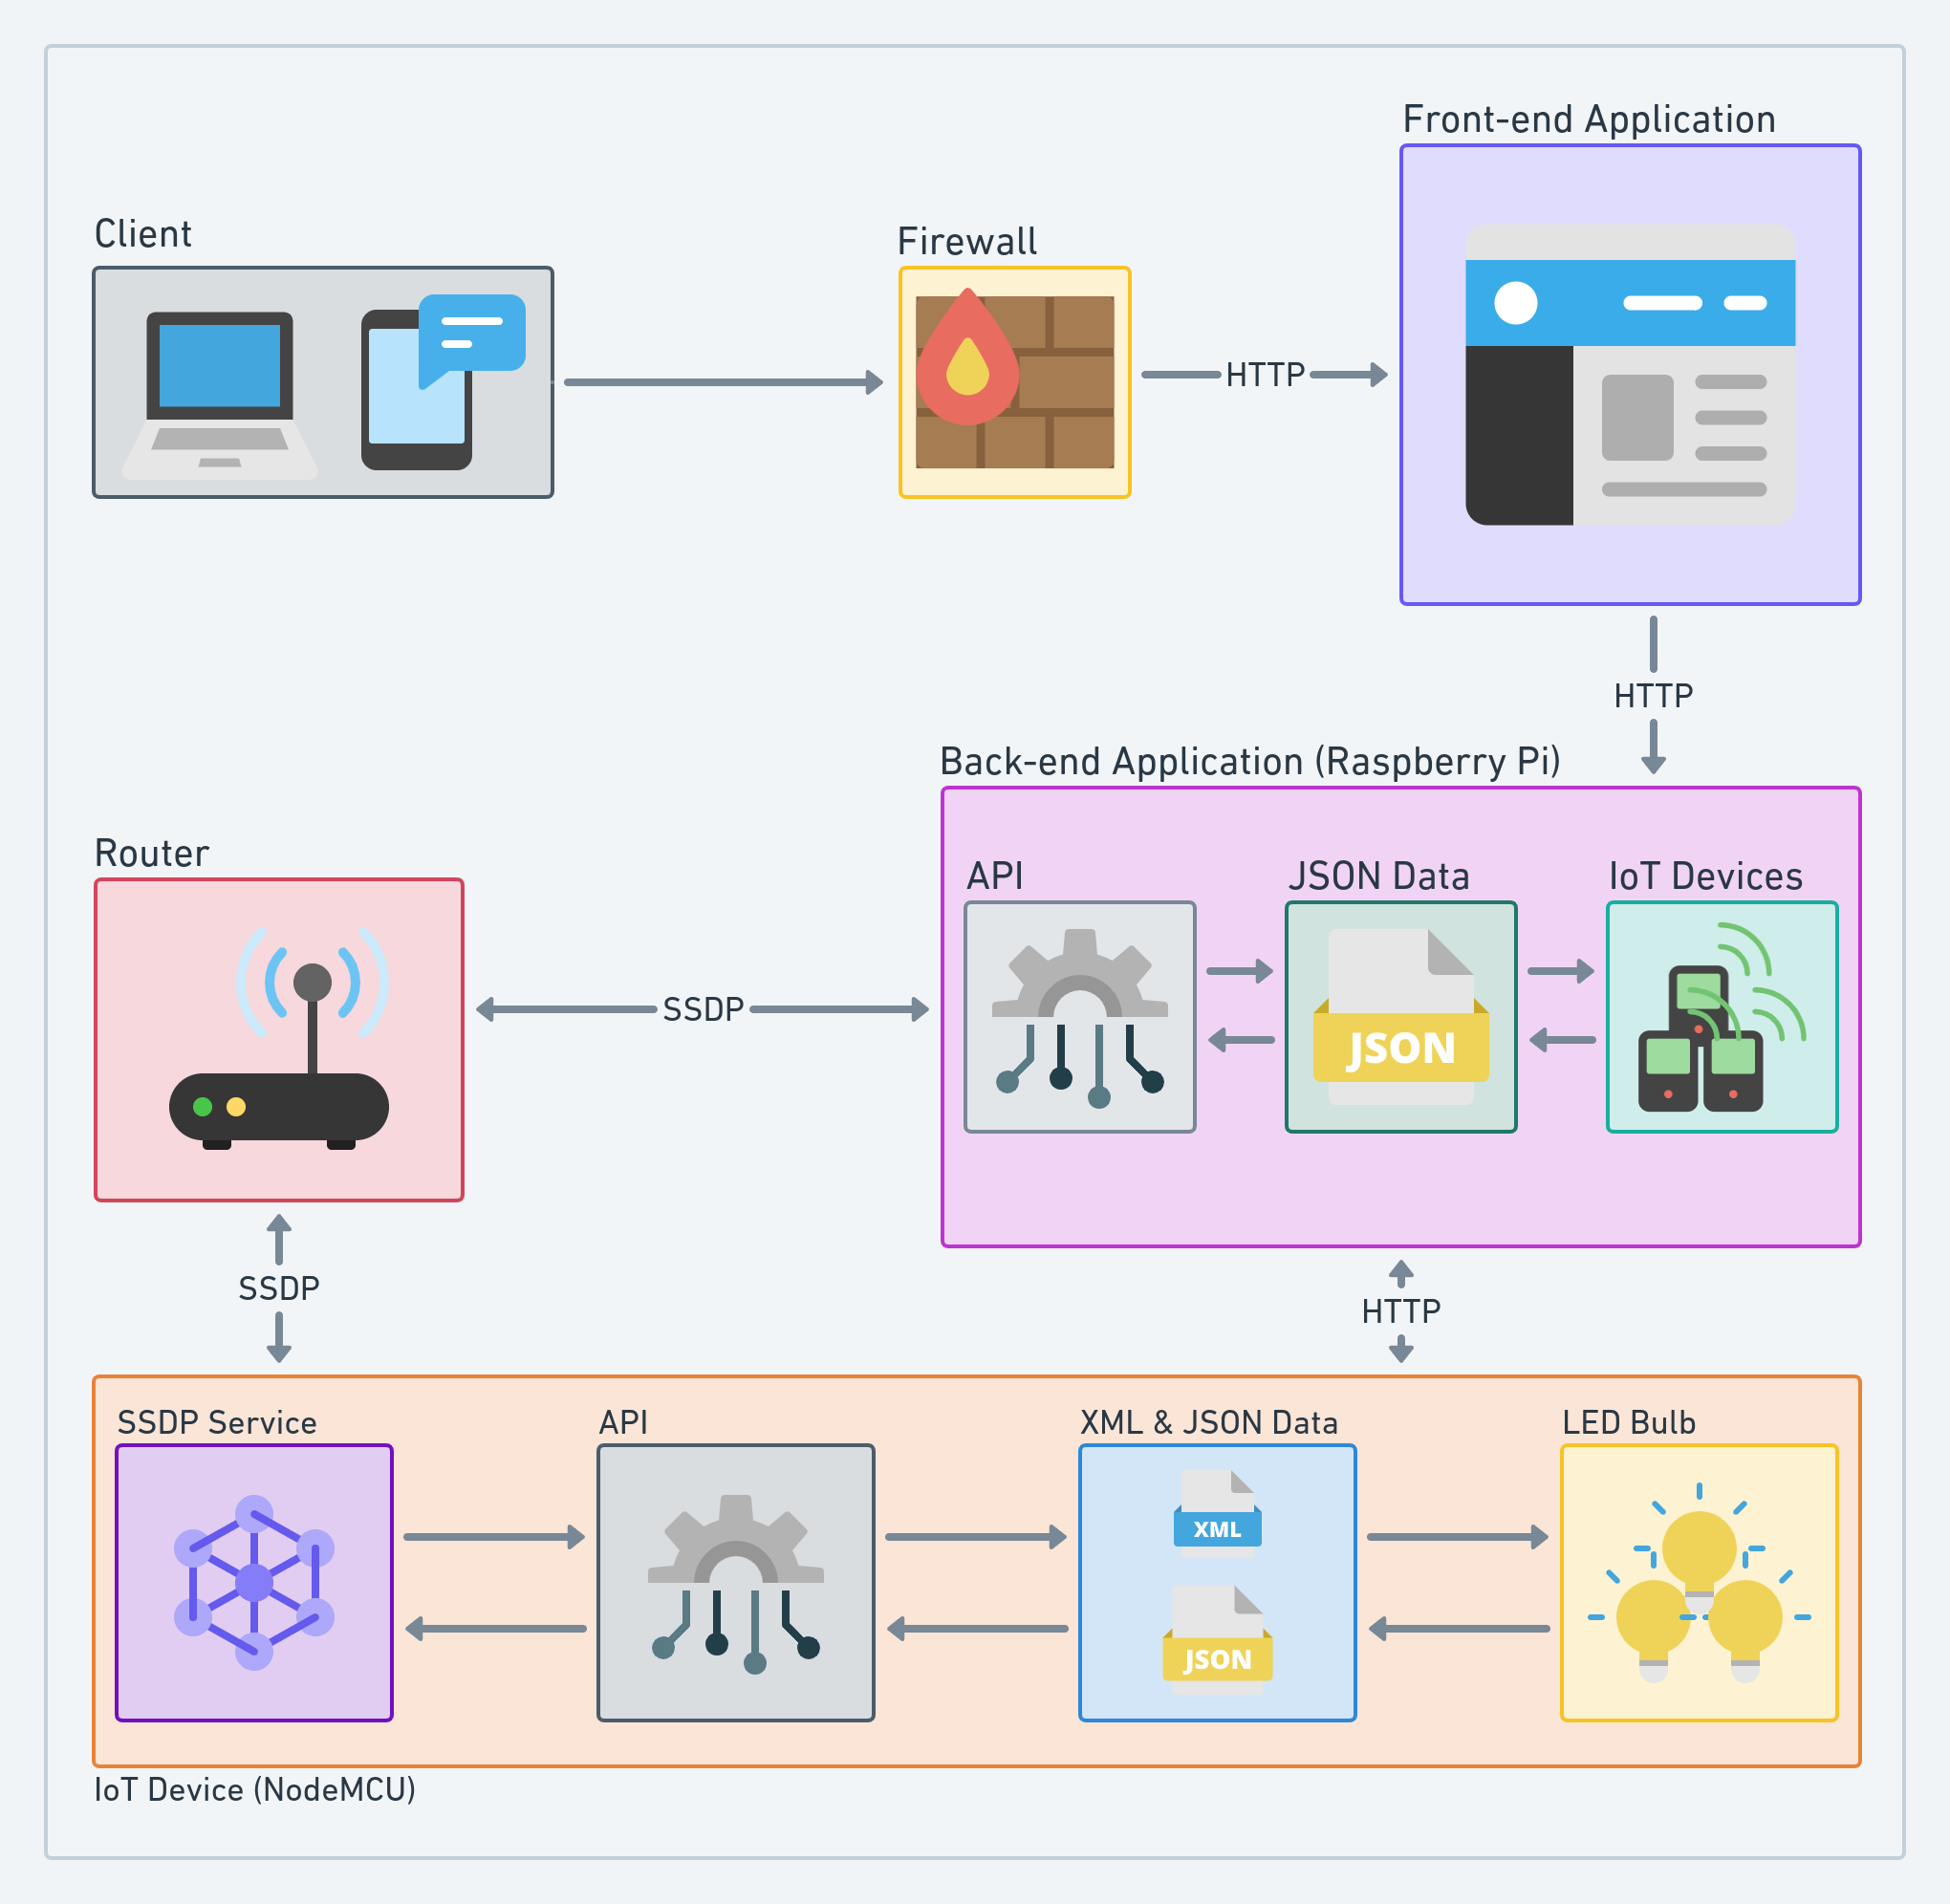 Front-end Application
Client
Firewall
HTTP
HTTP
Back-end Application (Raspberry Pi)
Router
API
JSON Data
IoT Devices
SSDP
JSON
SSDP
HTTP
SSDP Service
API
XML & JSON Data
LED Bulb
XML
JSON
IoT Device (NodeMCU)